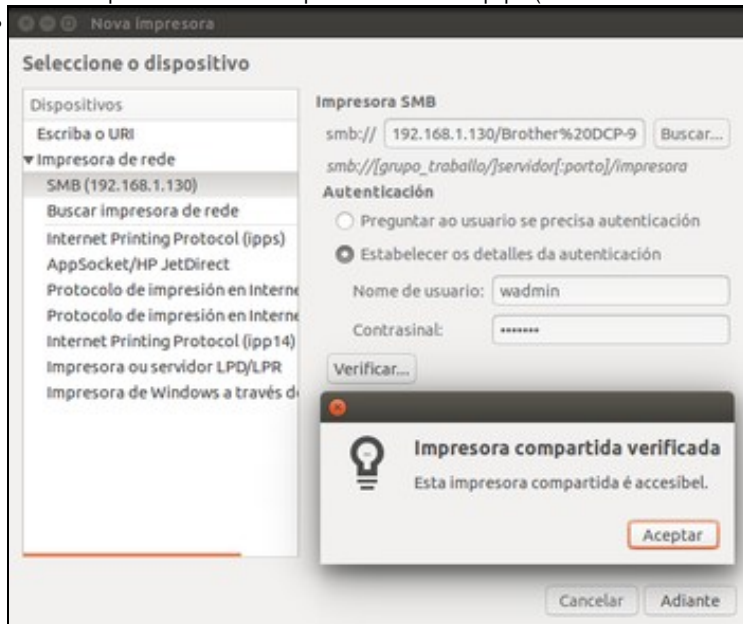 Nova impresora
Seleccione o dispositivo
Dispositivos
Escriba o URI
Impresora de rede
SMB (192.168.1.130)
Buscar impresora de rede
Internet Printing Protocol (ipps)
AppSocket/HP JetDirect
Protocolo de impresión en Interne
Protocolo de impresión en Interne
Internet Printing Protocol (ipp14)
Impresora ou servidor LPD/LPR
Impresora de Windows a través d
Impresora SMB
smb:// 192.168.1.130/Brother%20DCP-9 Buscar...
smb://[grupo_traballo/]servidor[:porto]/impresora
Autenticación
Preguntar ao usuario se precisa autenticación
Estabelecer os detalles da autenticación
Nome de usuario: wadmin
Contrasinal: •••••••
Verificar...
Impresora compartida verificada
Esta impresora compartida é accesíbel.
Aceptar
Cancelar Adiante